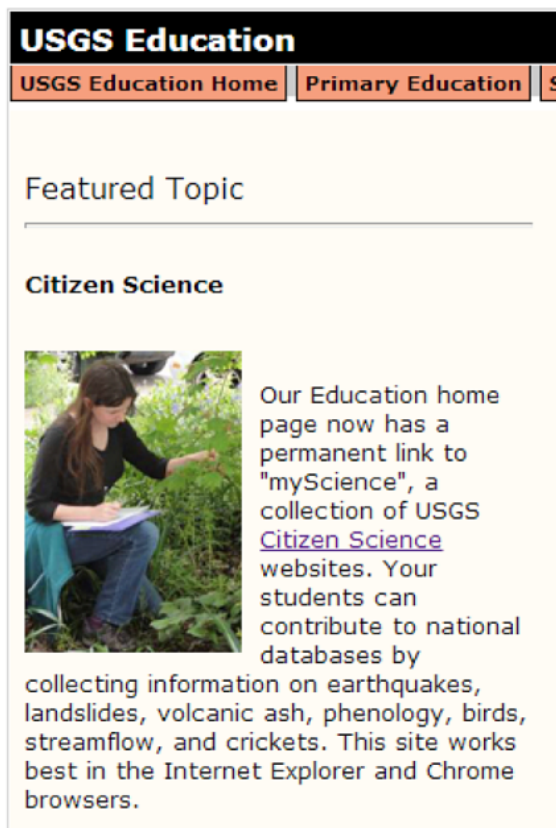 USGS Education
USGS Education Home Primary Education S
Featured Topic
Citizen Science
Our Education home
page now has a
permanent link to
"myScience", a
collection of USGS
Citizen Science
websites. Your
students can
contribute to national
databases by
collecting information on earthquakes,
landslides, volcanic ash, phenology, birds,
streamflow, and crickets. This site works
best in the Internet Explorer and Chrome
browsers.